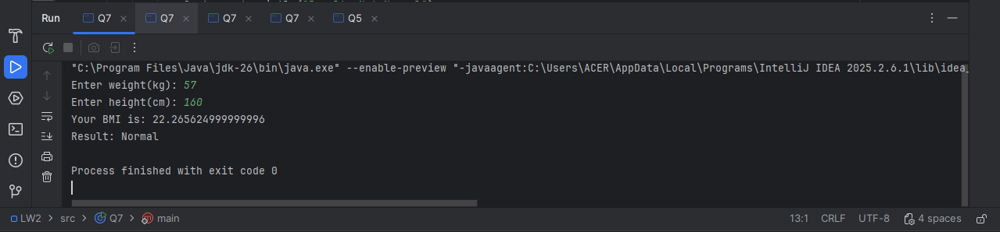 Run Q7 × Q7 × Q7 × Q7 × Q5 ×
"C:\Program Files\Java\jdk-26\bin\java.exe" --enable-preview "-javaagent:C:\Users\ACER\AppData\Local\Programs\IntelliJ IDEA 2025.2.6.1\lib\idea_
Enter weight(kg): 57
Enter height(cm): 160
Your BMI is: 22.265624999999996
Result: Normal
Process finished with exit code 0
LW2 > src > Q7 > main 13:1 CRLF UTF-8 4 spaces